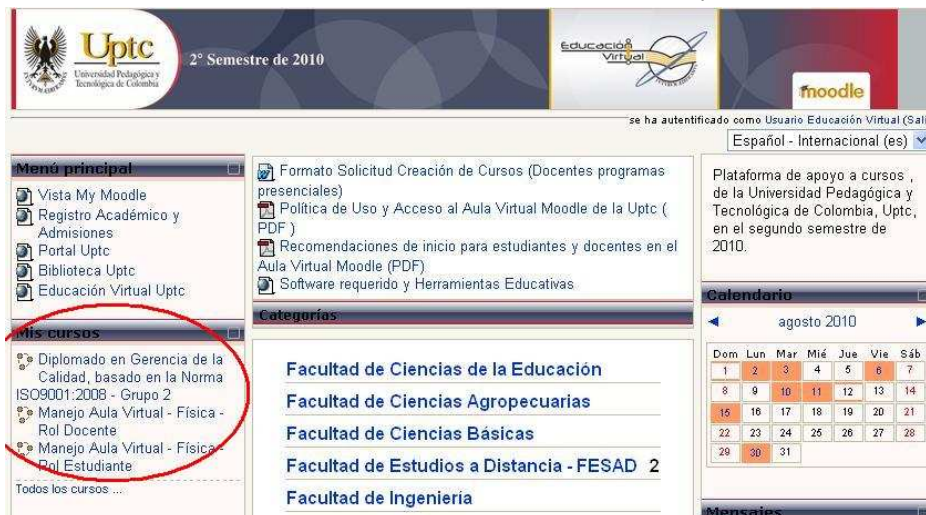 Uptc
Universidad Pedagógica y
Tecnológica de Colombia
2° Semestre de 2010
Educación
Virtual
moodle
se ha autentificado como Usuario Educación Virtual (Sali
Español - Internacional (es)
Menú principal
Vista My Moodle
Registro Académico y
Admisiones
Portal Uptc
Biblioteca Uptc
Educación Virtual Uptc
Mis cursos
Diplomado en Gerencia de la
Calidad, basado en la Norma
ISO9001:2008 - Grupo 2
Manejo Aula Virtual - Física -
Rol Docente
Manejo Aula Virtual - Física -
Rol Estudiante
Todos los cursos ...
Formato Solicitud Creación de Cursos (Docentes programas
presenciales)
Política de Uso y Acceso al Aula Virtual Moodle de la Uptc (
PDF )
Recomendaciones de inicio para estudiantes y docentes en el
Aula Virtual Moodle (PDF)
Software requerido y Herramientas Educativas
Categorías
Facultad de Ciencias de la Educación
Facultad de Ciencias Agropecuarias
Facultad de Ciencias Básicas
Facultad de Estudios a Distancia - FESAD 2
Facultad de Ingeniería
Plataforma de apoyo a cursos ,
de la Universidad Pedagógica y
Tecnológica de Colombia, Uptc,
en el segundo semestre de
2010.
Calendario
agosto 2010
Dom Lun Mar Mié Jue Vie Sáb
1 2 3 4 5 6 7
8 9 10 11 12 13 14
15 16 17 18 19 20 21
22 23 24 25 26 27 28
29 30 31
Mensajes